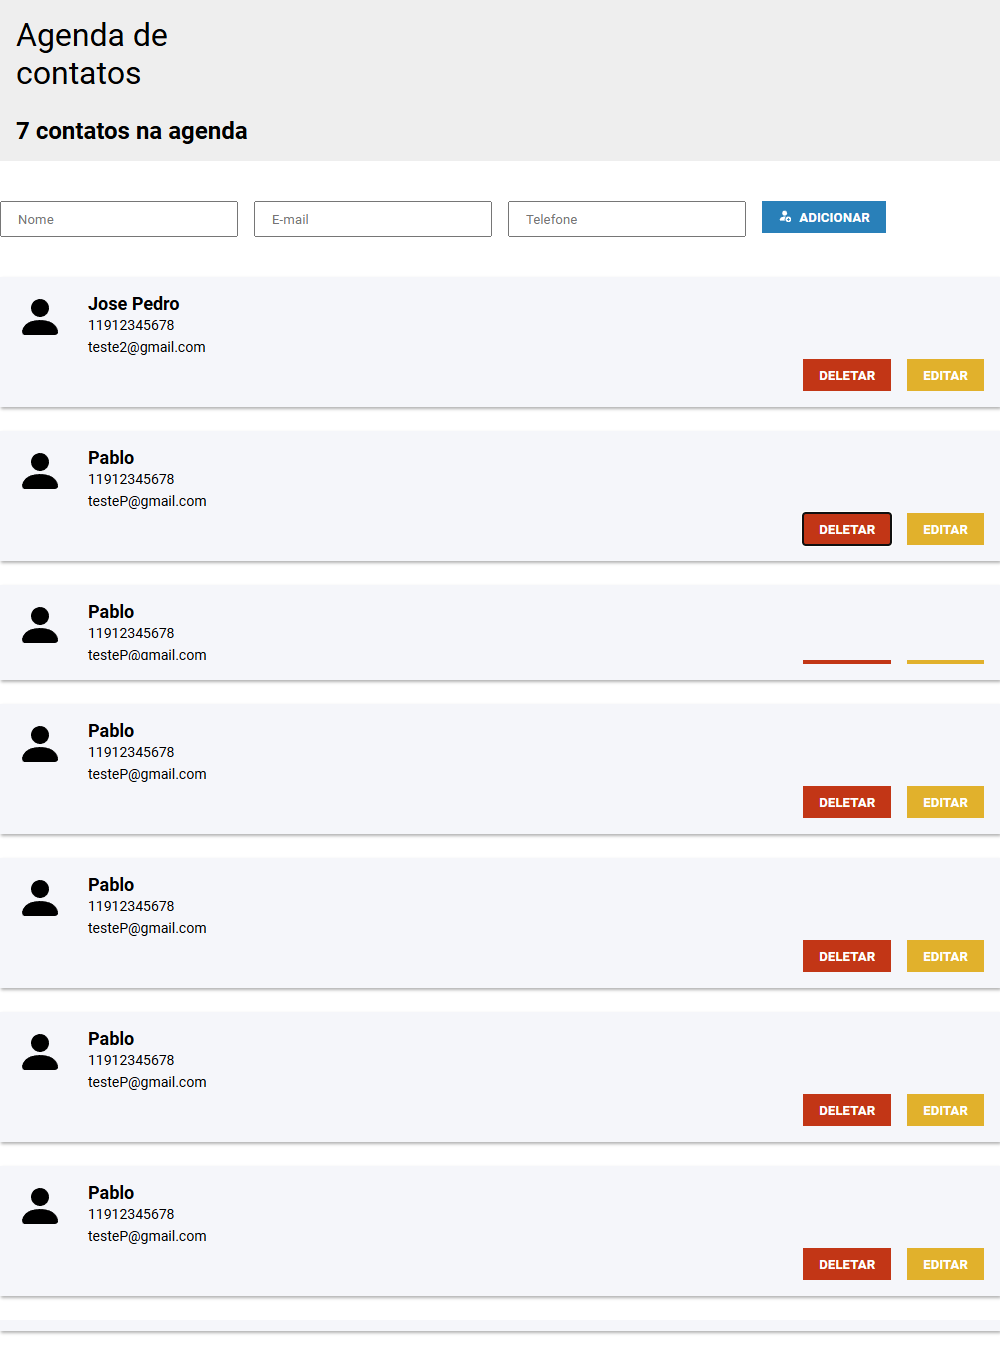 Agenda de
contatos
7 contatos na agenda
Nome
E-mail
Telefone
ADICIONAR
Jose Pedro
11912345678
teste2@gmail.com
DELETAR
EDITAR
Pablo
11912345678
testeP@gmail.com
DELETAR
EDITAR
Pablo
11912345678
testeP@gmail.com
Pablo
11912345678
testeP@gmail.com
DELETAR
EDITAR
Pablo
11912345678
testeP@gmail.com
DELETAR
EDITAR
Pablo
11912345678
testeP@gmail.com
DELETAR
EDITAR
Pablo
11912345678
testeP@gmail.com
DELETAR
EDITAR